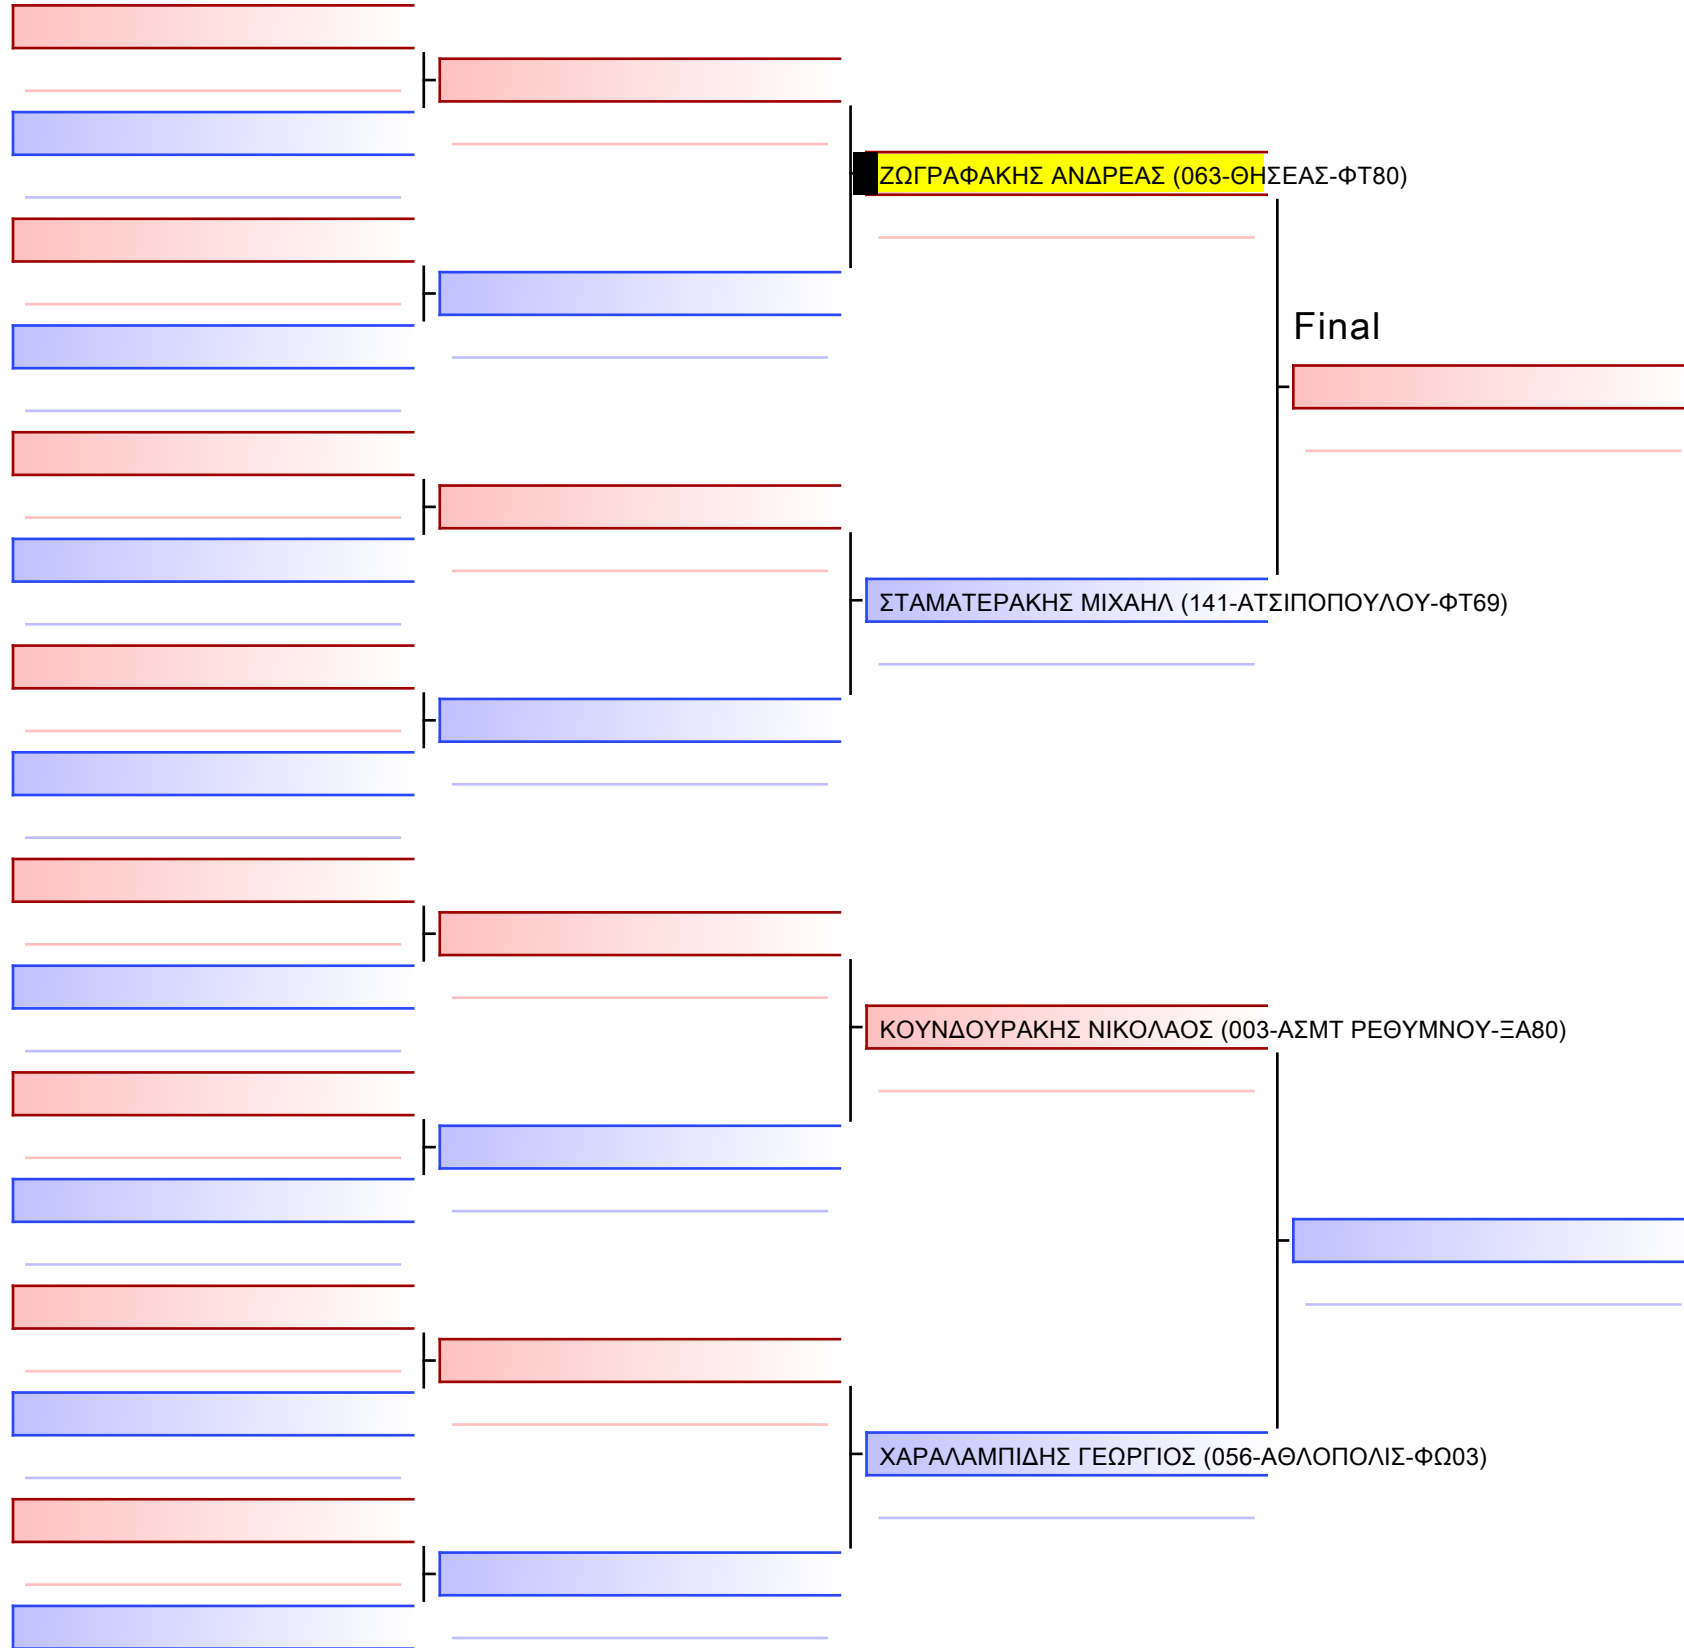 ΖΩΓΡΑΦΑΚΗΣ ΑΝΔΡΕΑΣ (063-ΘΗΣΕΑΣ-ΦΤ80)
Final
ΣΤΑΜΑΤΕΡΑΚΗΣ ΜΙΧΑΗΛ (141-ΑΤΣΙΠΟΠΟΥΛΟΥ-ΦΤ69)
ΚΟΥΝΔΟΥΡΑΚΗΣ ΝΙΚΟΛΑΟΣ (003-ΑΣΜΤ ΡΕΘΥΜΝΟΥ-ΞΑ80)
ΧΑΡΑΛΑΜΠΙΔΗΣ ΓΕΩΡΓΙΟΣ (056-ΑΘΛΟΠΟΛΙΣ-ΦΩ03)